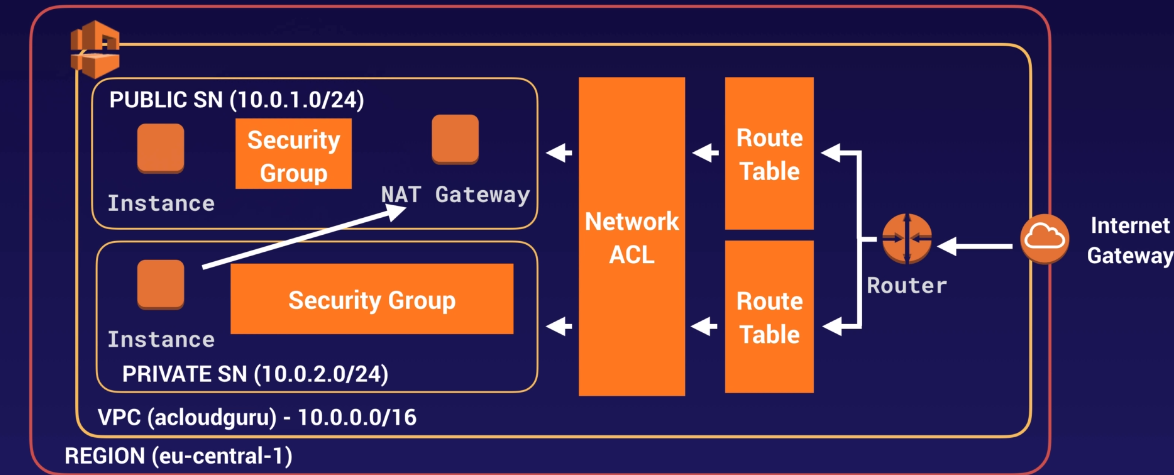 PUBLIC SN (10.0.1.0/24)
Security
Group
Instance
NAT Gateway
Instance
Security Group
PRIVATE SN (10.0.2.0/24)
Network
ACL
Route
Table
Route
Table
Router
Internet
Gateway
VPC (acloudguru) - 10.0.0.0/16
REGION (eu-central-1)